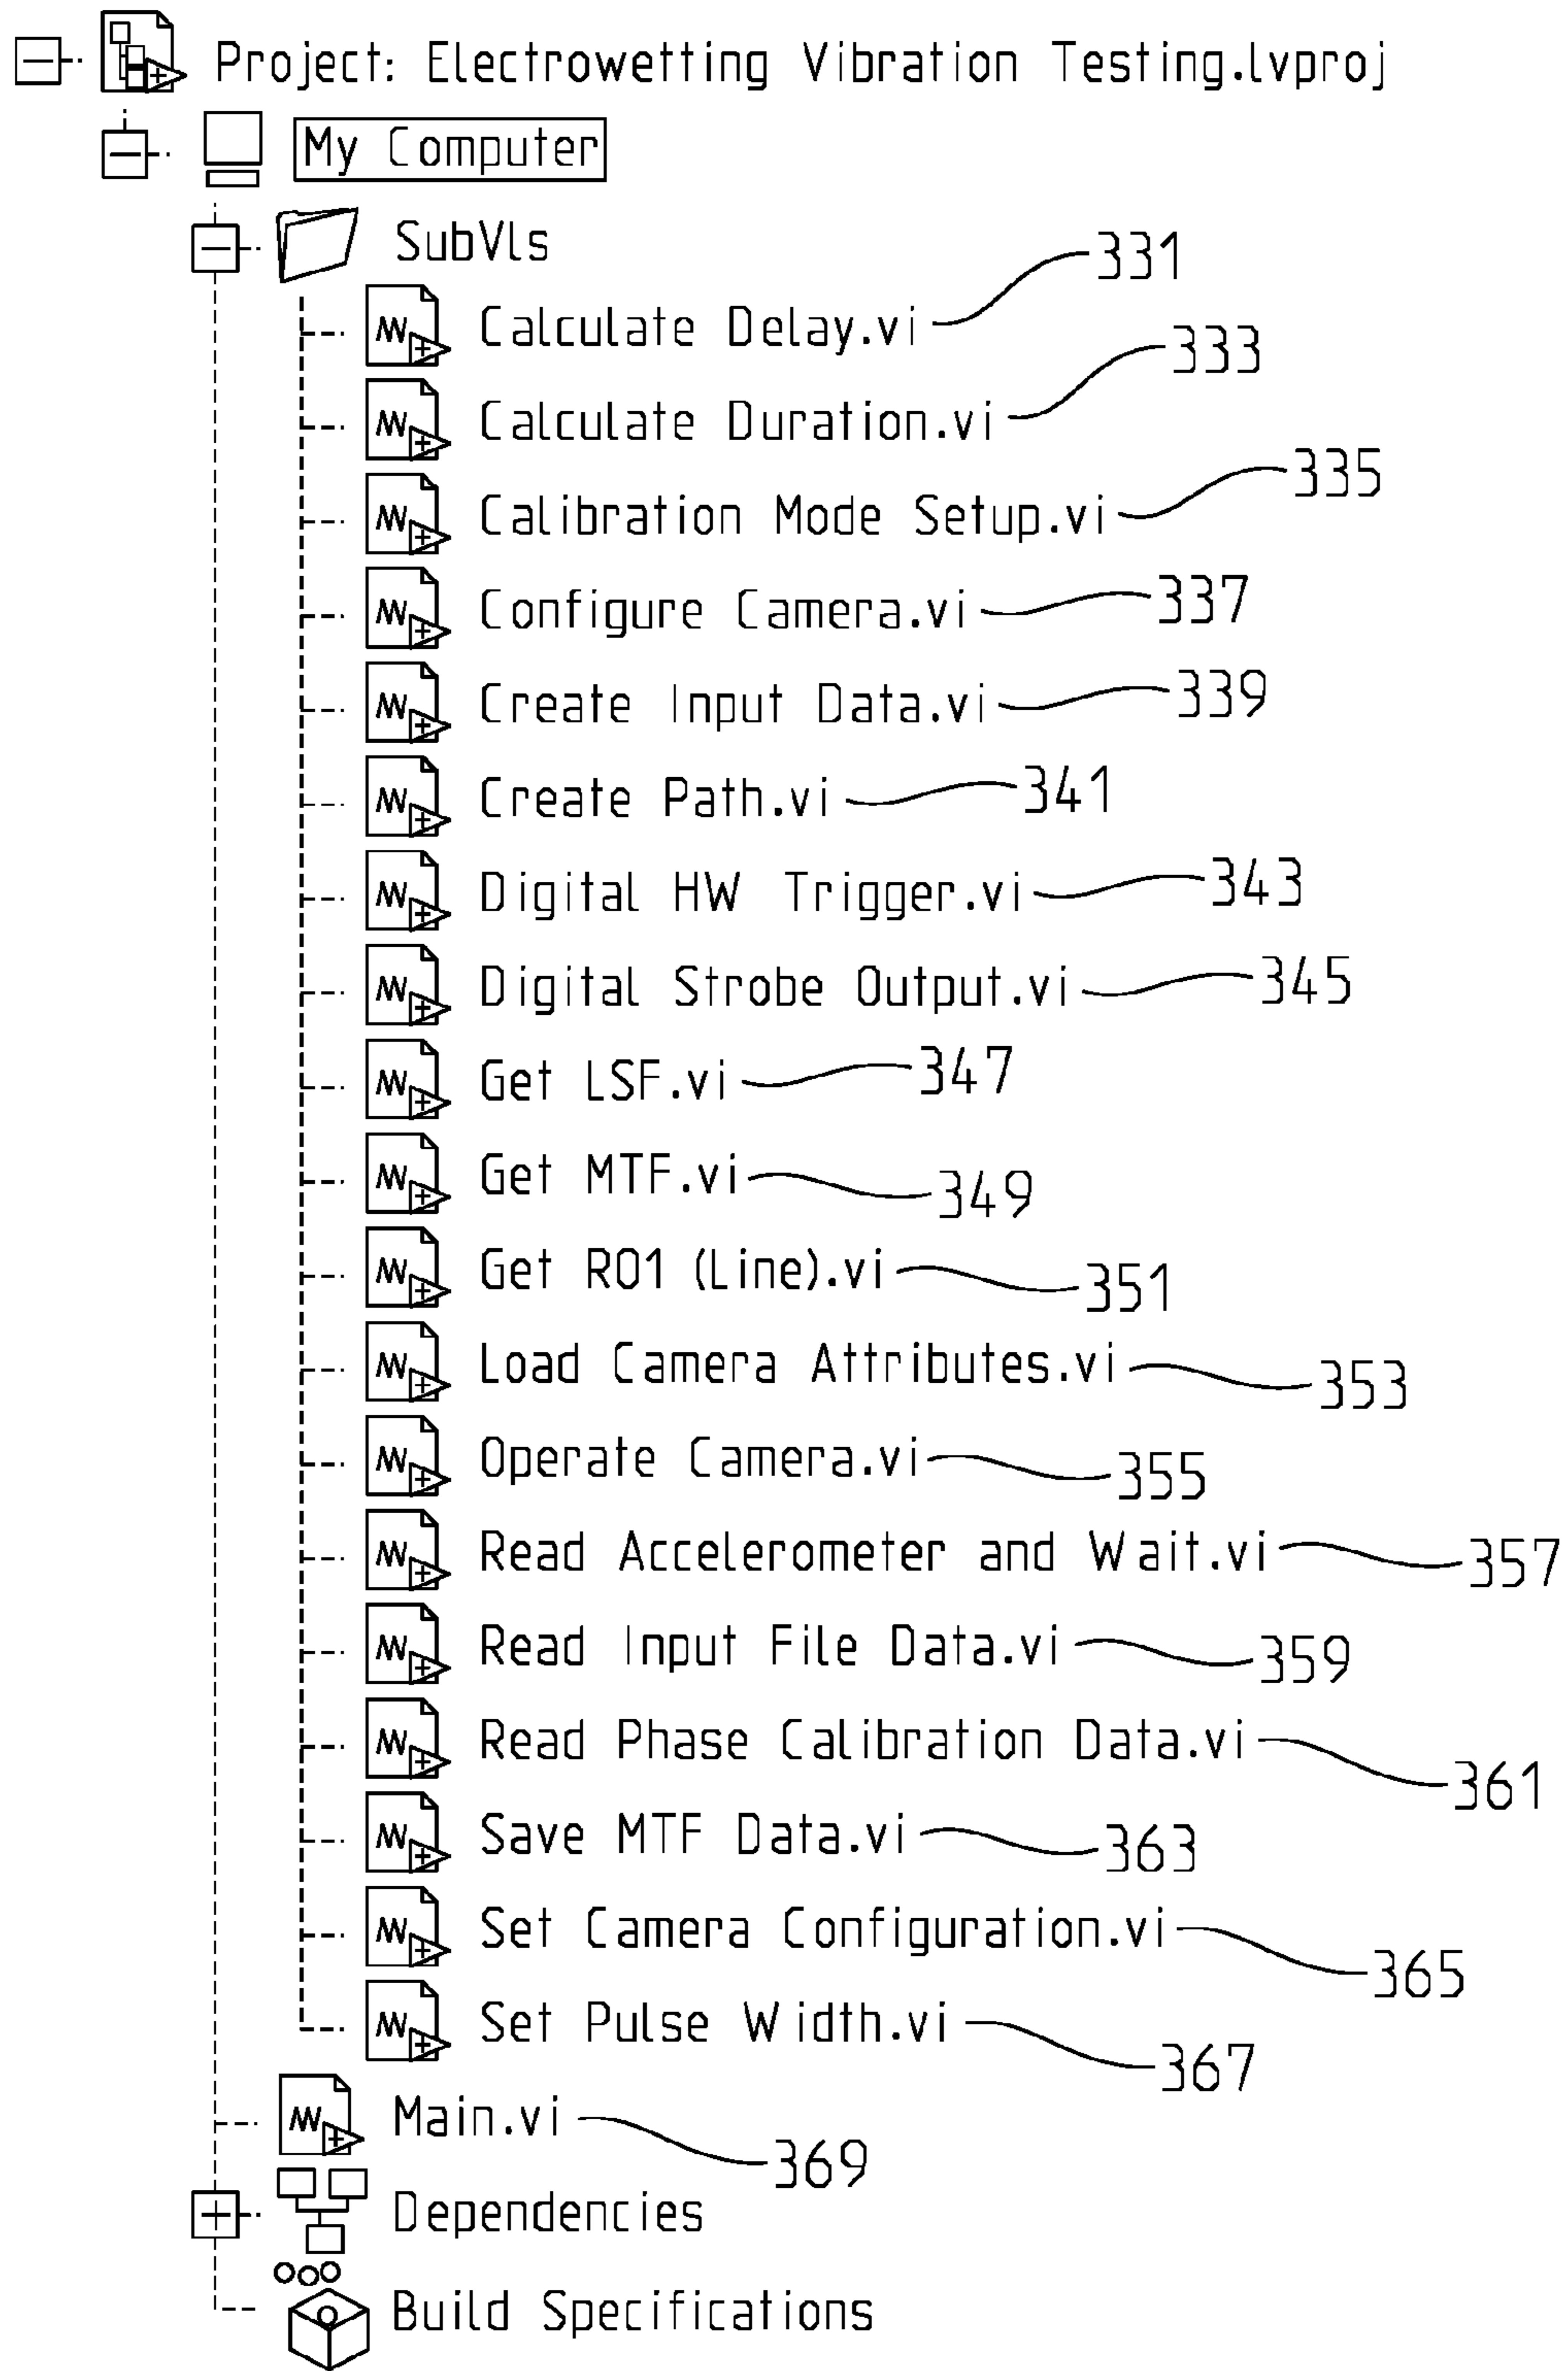 Project: Electrowetting Vibration Testing.lvproj
My Computer
SubVIs
Calculate Delay.vi 331
Calculate Duration.vi 333
Calibration Mode Setup.vi 335
Configure Camera.vi 337
Create Input Data.vi 339
Create Path.vi 341
Digital HW Trigger.vi 343
Digital Strobe Output.vi 345
Get LSF.vi 347
Get MTF.vi 349
Get RO1 (Line).vi 351
Load Camera Attributes.vi 353
Operate Camera.vi 355
Read Accelerometer and Wait.vi 357
Read Input File Data.vi 359
Read Phase Calibration Data.vi 361
Save MTF Data.vi 363
Set Camera Configuration.vi 365
Set Pulse Width.vi 367
Main.vi 369
Dependencies
Build Specifications